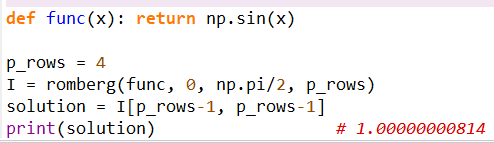 def func(x): return np.sin(x)
p_rows = 4
I = romberg(func, 0, np.pi/2, p_rows)
solution = I[p_rows-1, p_rows-1]
print(solution) # 1.00000000814